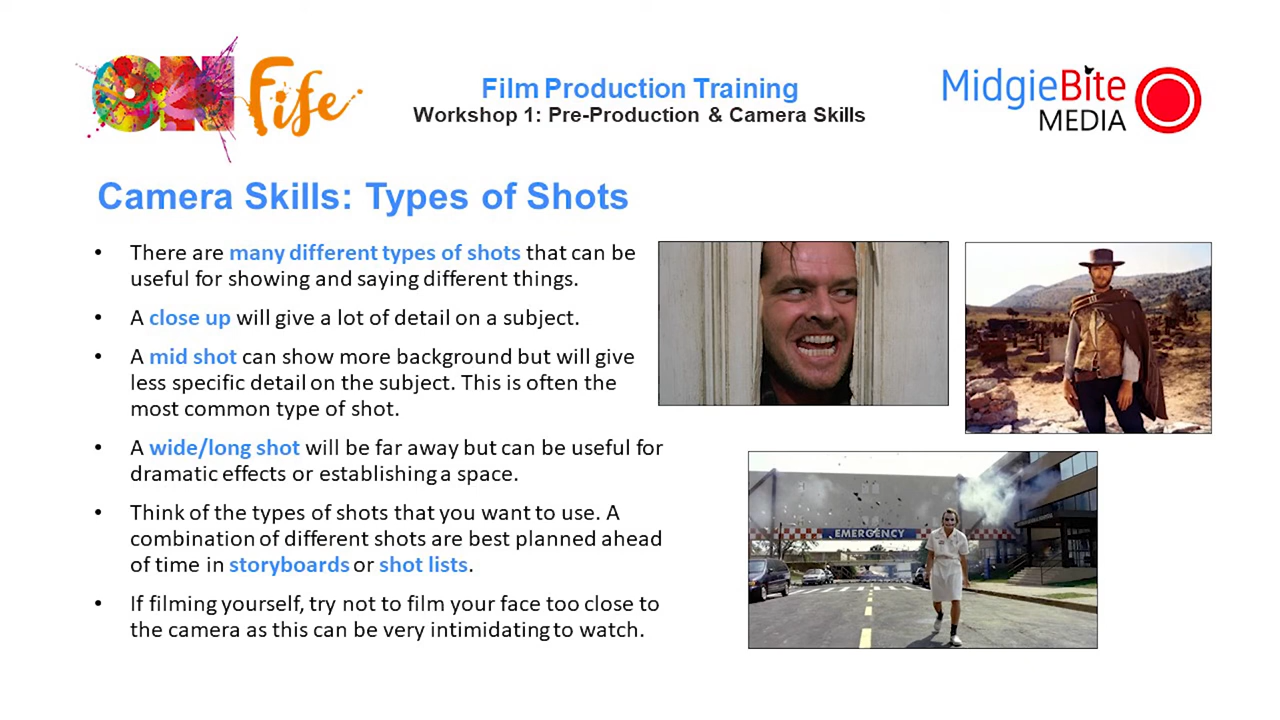 ON Fife
Film Production Training
Workshop 1: Pre-Production & Camera Skills
MidgieBite
MEDIA
Camera Skills: Types of Shots
• There are many different types of shots that can be
useful for showing and saying different things.
• A close up will give a lot of detail on a subject.
• A mid shot can show more background but will give
less specific detail on the subject. This is often the
most common type of shot.
• A wide/long shot will be far away but can be useful for
dramatic effects or establishing a space.
• Think of the types of shots that you want to use. A
combination of different shots are best planned ahead
of time in storyboards or shot lists.
• If filming yourself, try not to film your face too close to
the camera as this can be very intimidating to watch.
EMERGENCY